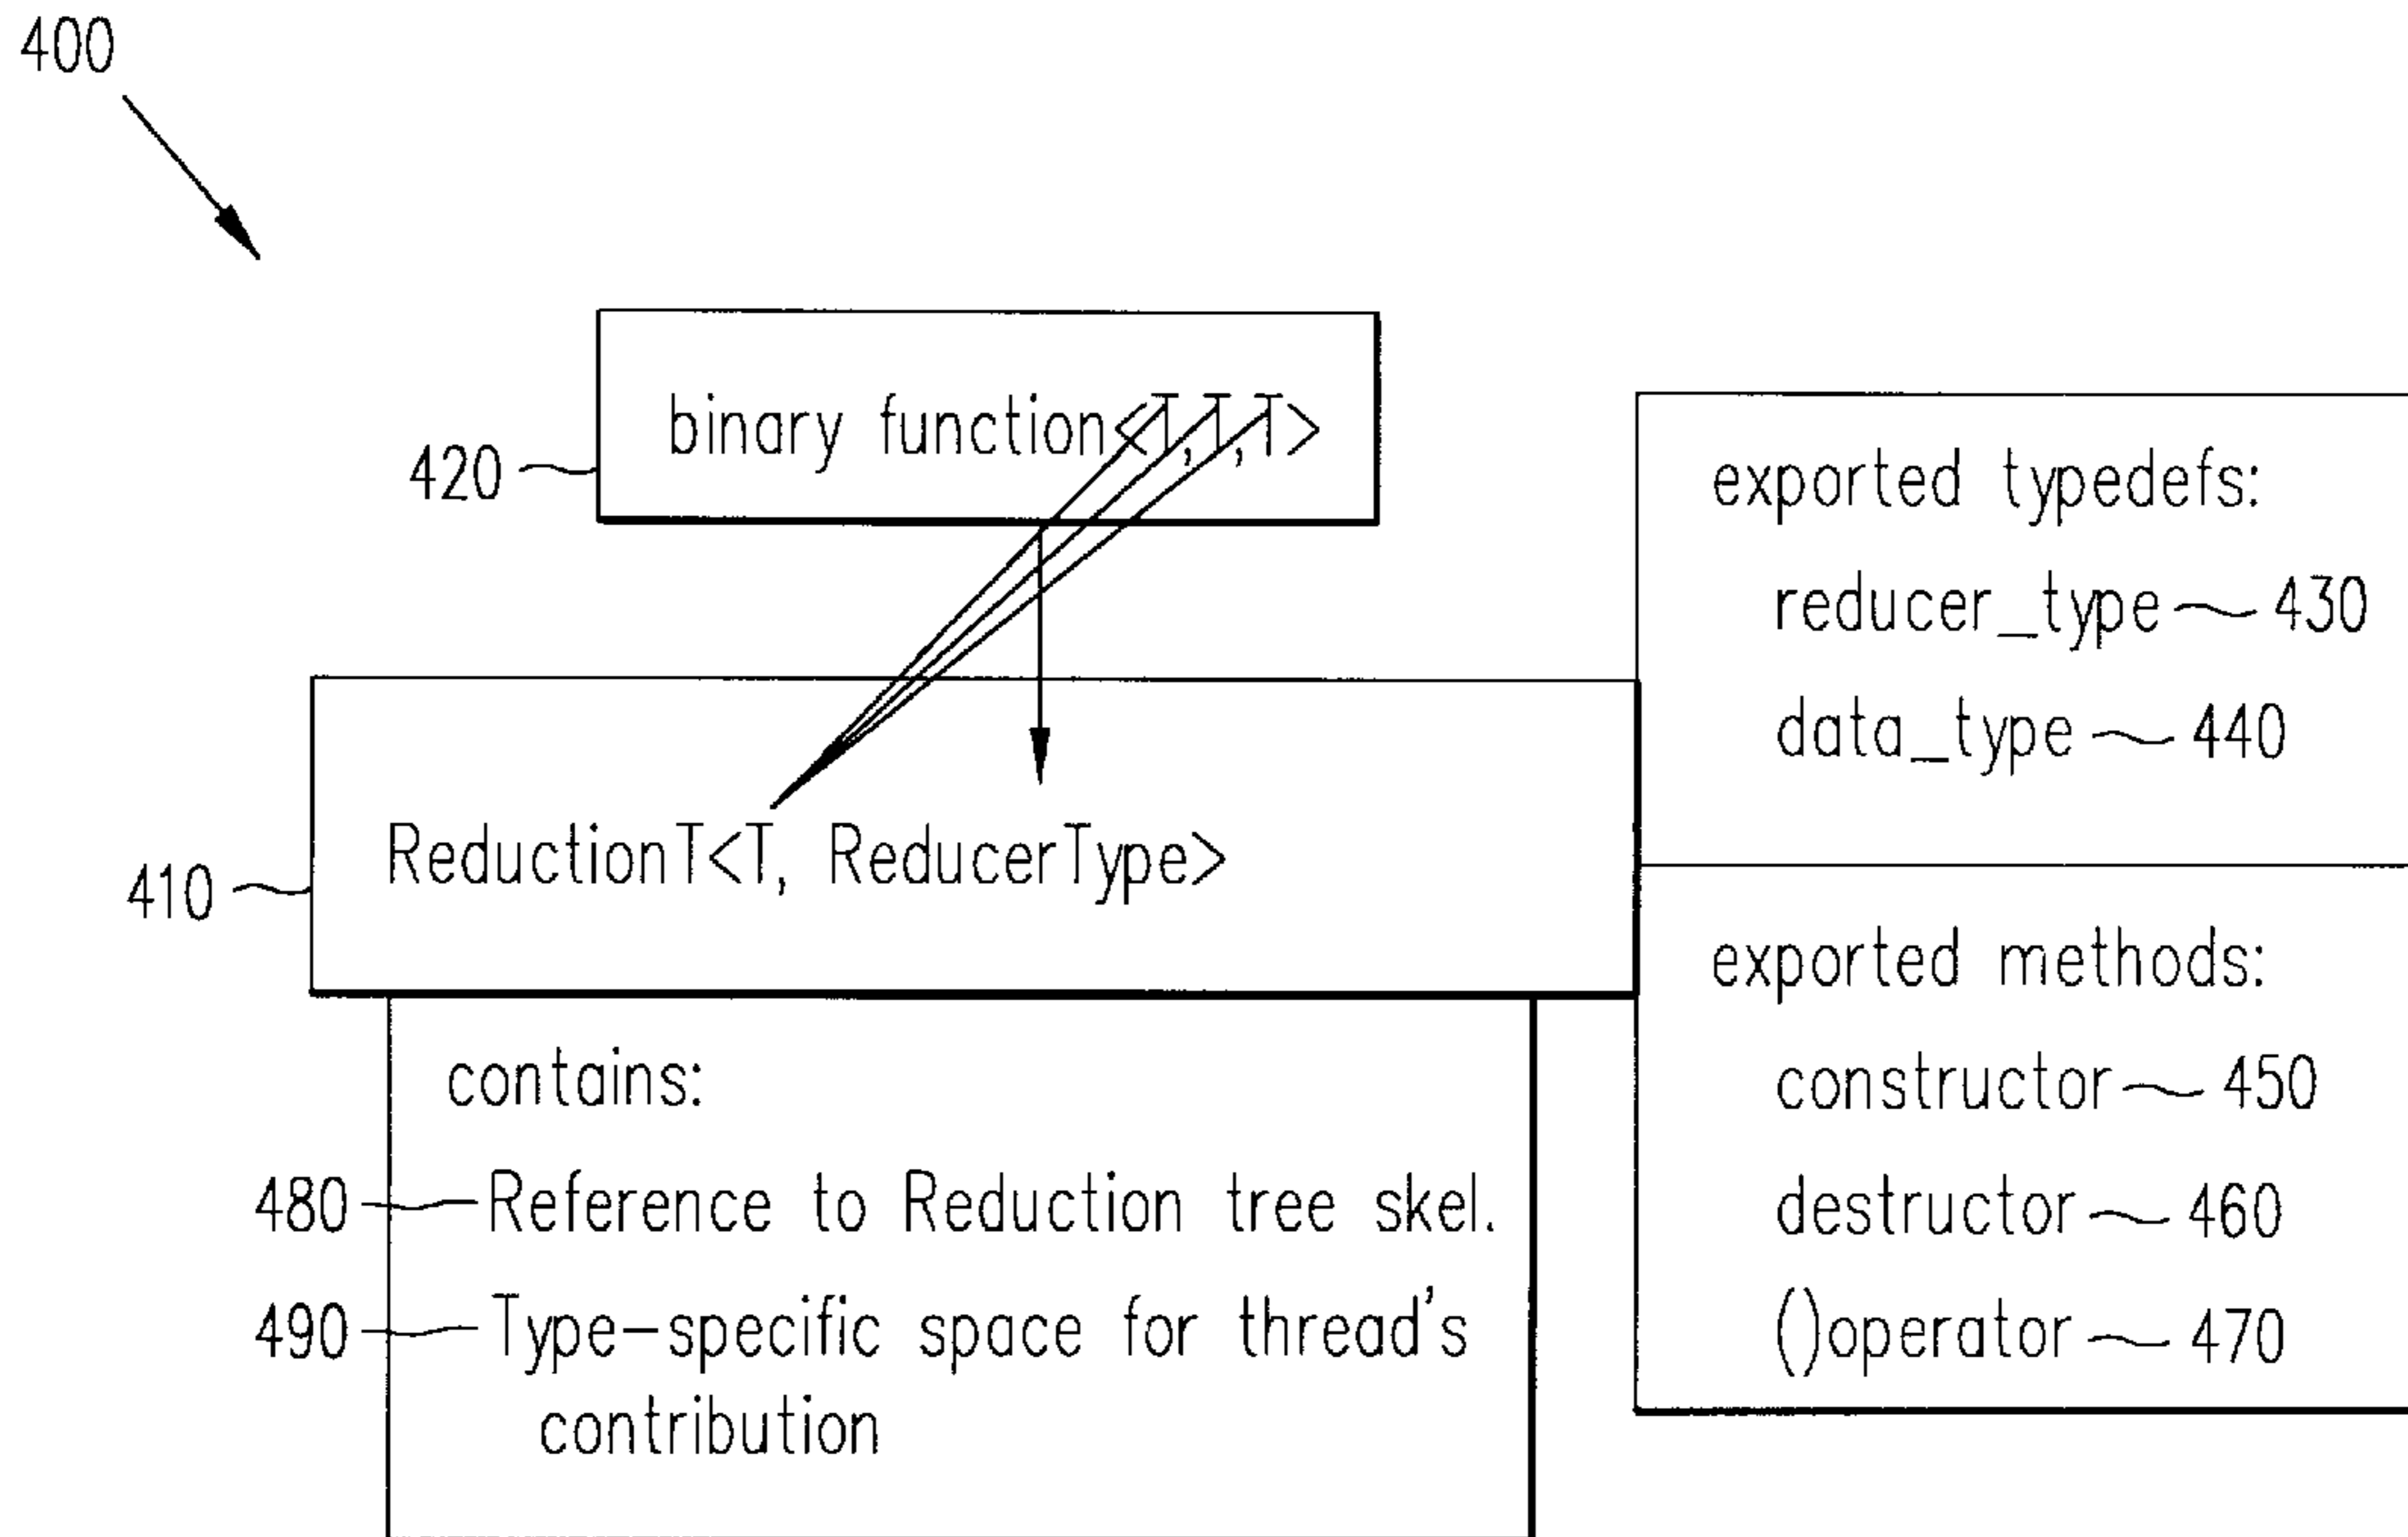 400
binary function<T,T,T>
420
exported typedefs:
reducer_type 430
data_type 440
ReductionT<T, ReducerType>
410
exported methods:
constructor 450
destructor 460
()operator 470
contains:
480 Reference to Reduction tree skel.
490 Type-specific space for thread's
contribution